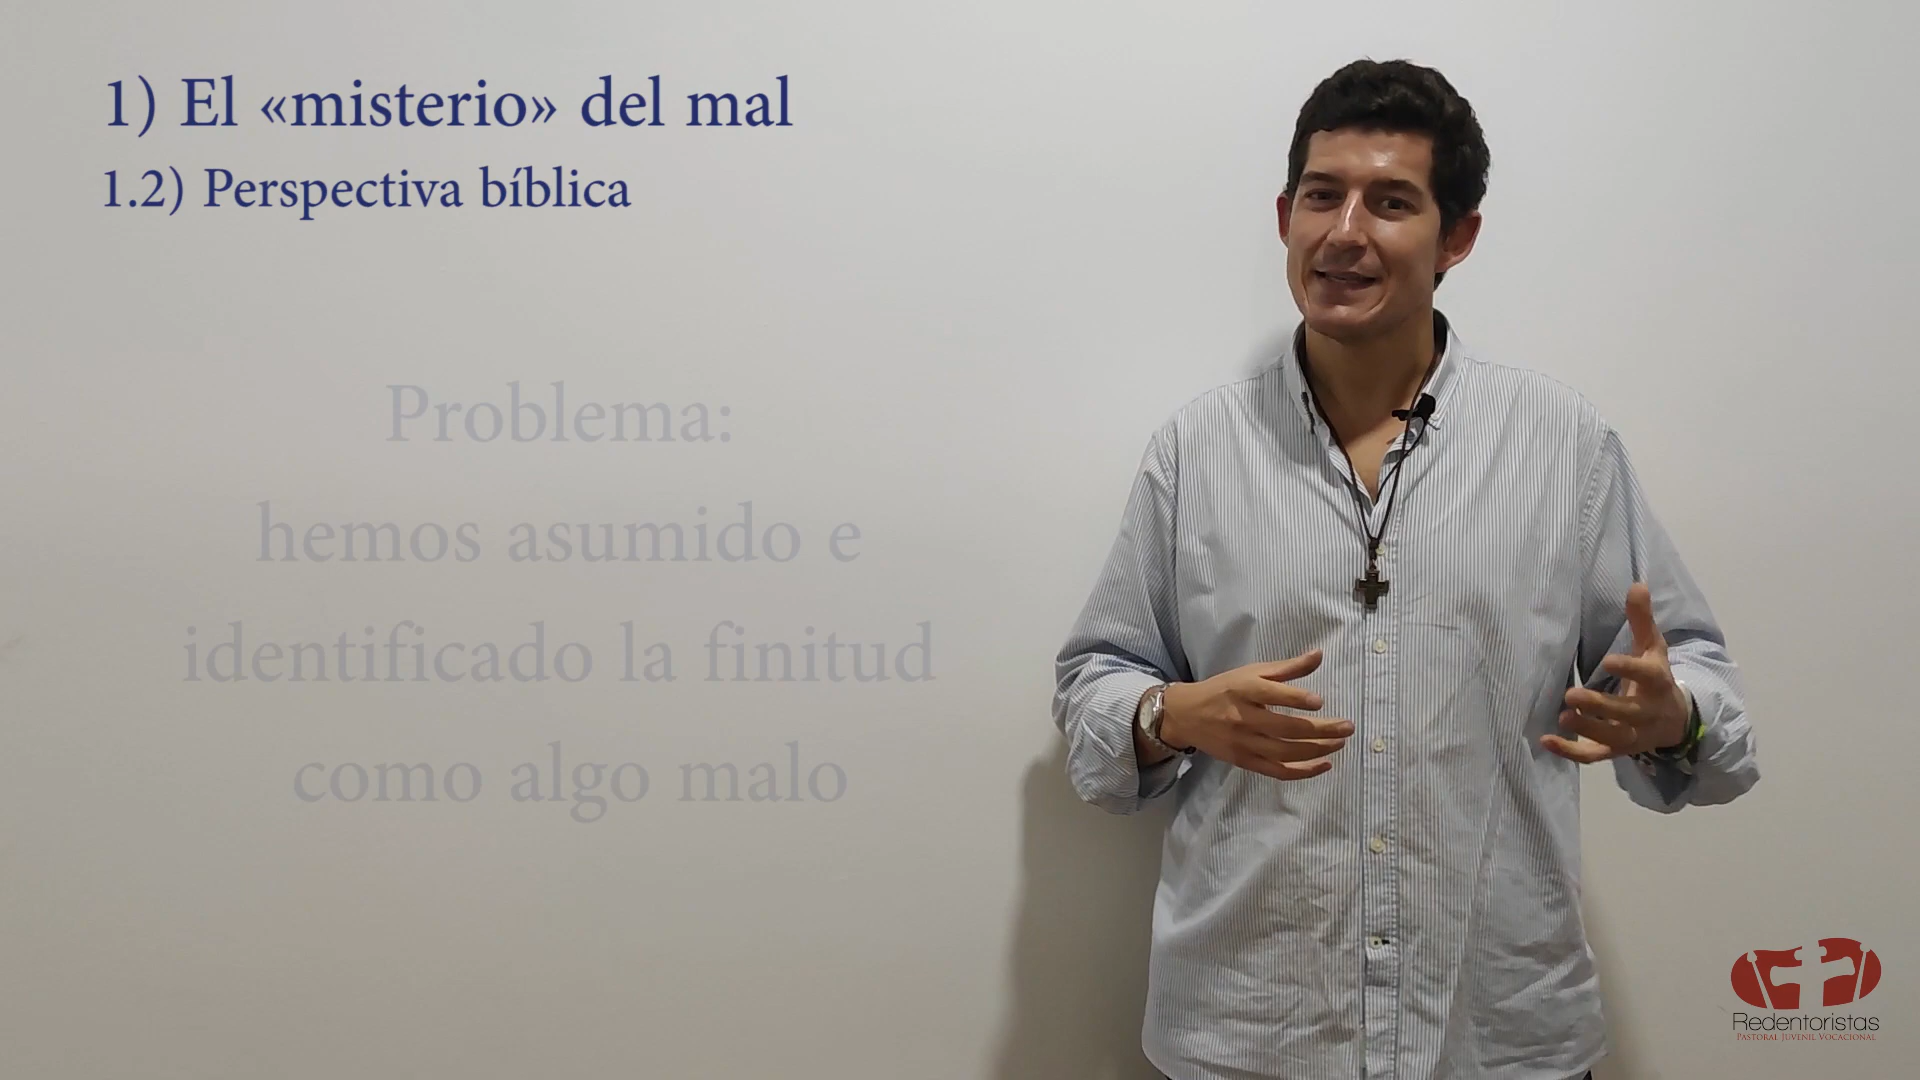 1) El «misterio» del mal
1.2) Perspectiva bíblica
Problema:
hemos asumido e
identificado la finitud
como algo malo
Redentoristas
PASTORAL JUVENIL VOCACIONAL